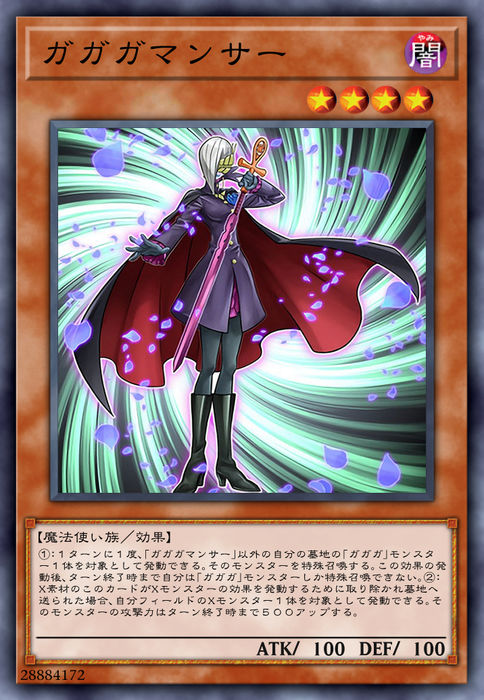 ガガガマンサー
やみ
闇
【魔法使い族／効果】
①：１ターンに１度、「ガガガマンサー」以外の自分の墓地の「ガガガ」モンスタ
ー１体を対象として発動できる。そのモンスターを特殊召喚する。この効果の発
動後、ターン終了時まで自分は「ガガガ」モンスターしか特殊召喚できない。②：
X素材のこのカードがXモンスターの効果を発動するために取り除かれ墓地へ
送られた場合、自分フィールドのXモンスター１体を対象として発動できる。そ
のモンスターの攻撃力はターン終了時まで５００アップする。
ATK/ 100 DEF/ 100
28884172